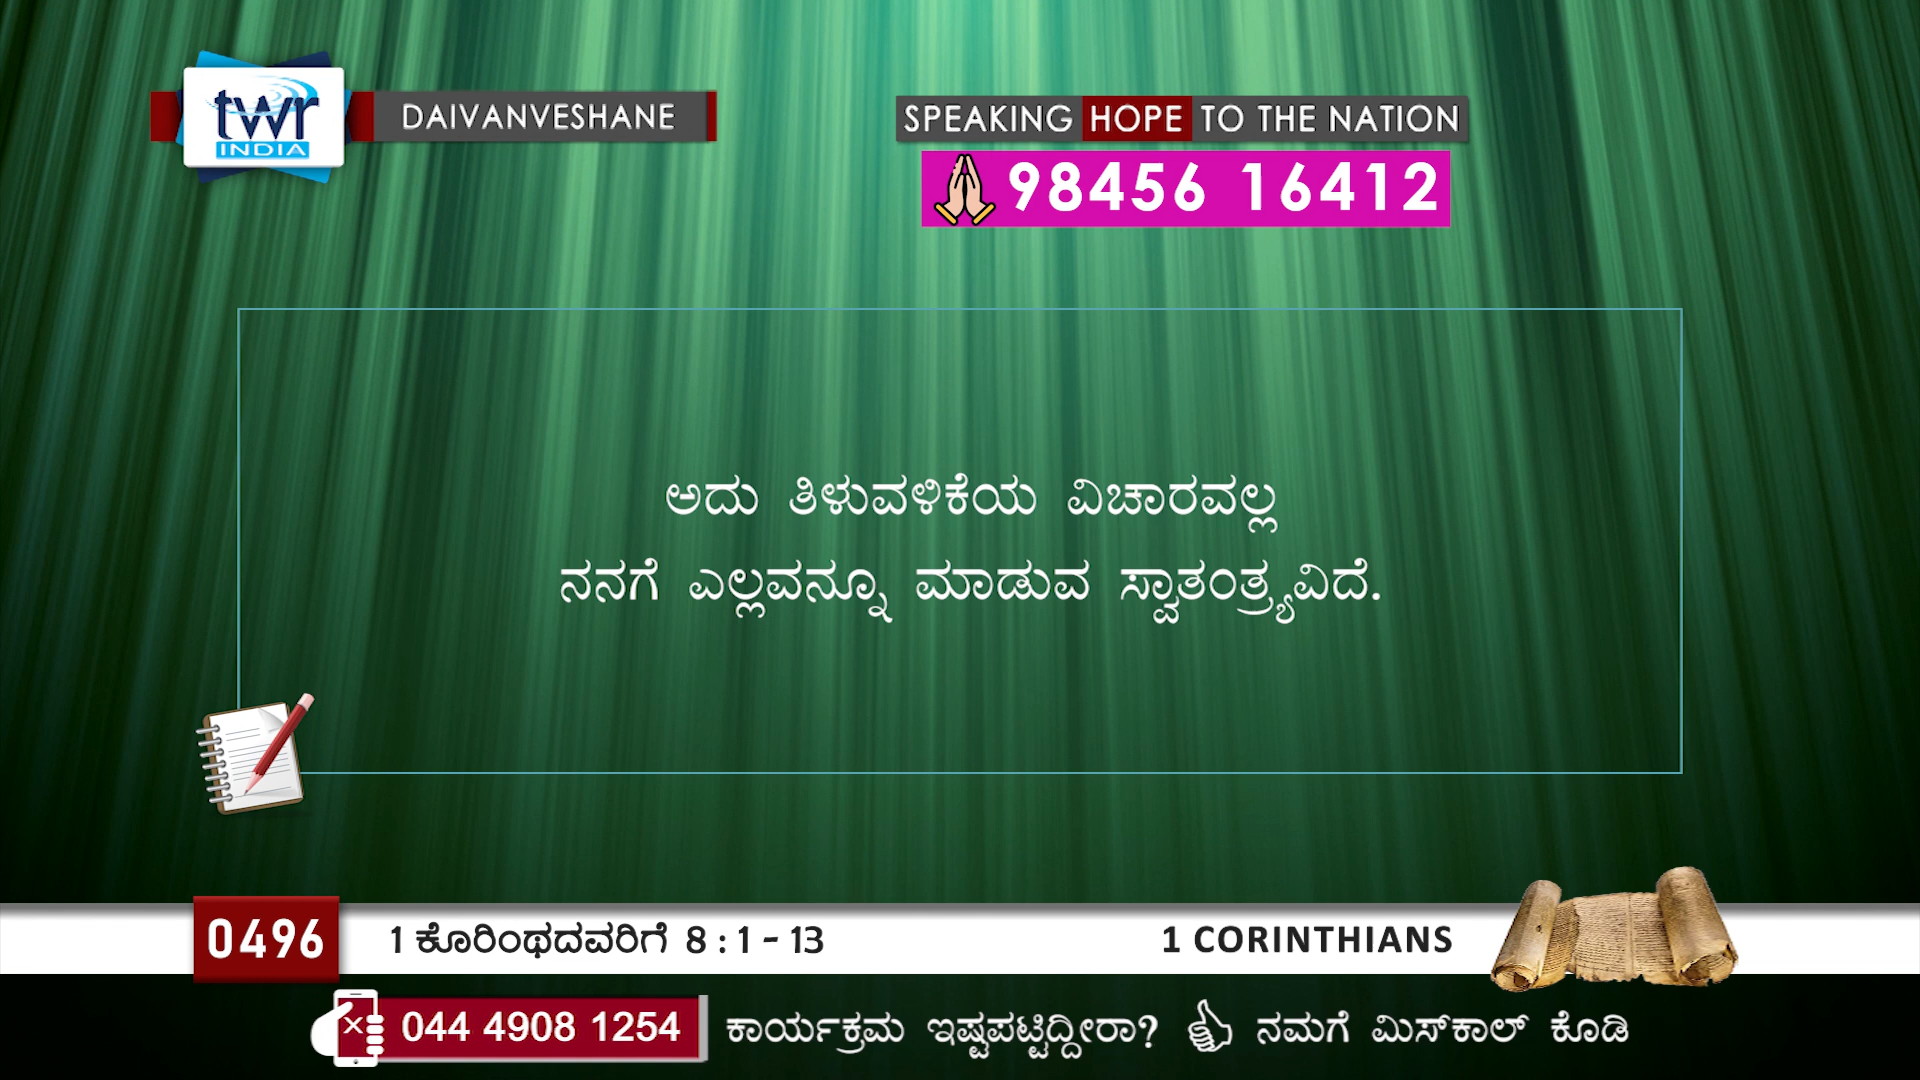 twr
INDIA
DAIVANVESHANE
SPEAKING HOPE TO THE NATION
98456 16412
ಅದು ತಿಳುವಳಿಕೆಯ ವಿಚಾರವಲ್ಲ
ನನಗೆ ಎಲ್ಲವನ್ನೂ ಮಾಡುವ ಸ್ವಾತಂತ್ರ್ಯವಿದೆ.
0496
1 ಕೊರಿಂಥದವರಿಗೆ 8 : 1 - 13
1 CORINTHIANS
044 4908 1254
ಕಾರ್ಯಕ್ರಮ ಇಷ್ಟಪಟ್ಟಿದ್ದೀರಾ? ನಮಗೆ ಮಿಸ್‌ಕಾಲ್ ಕೊಡಿ